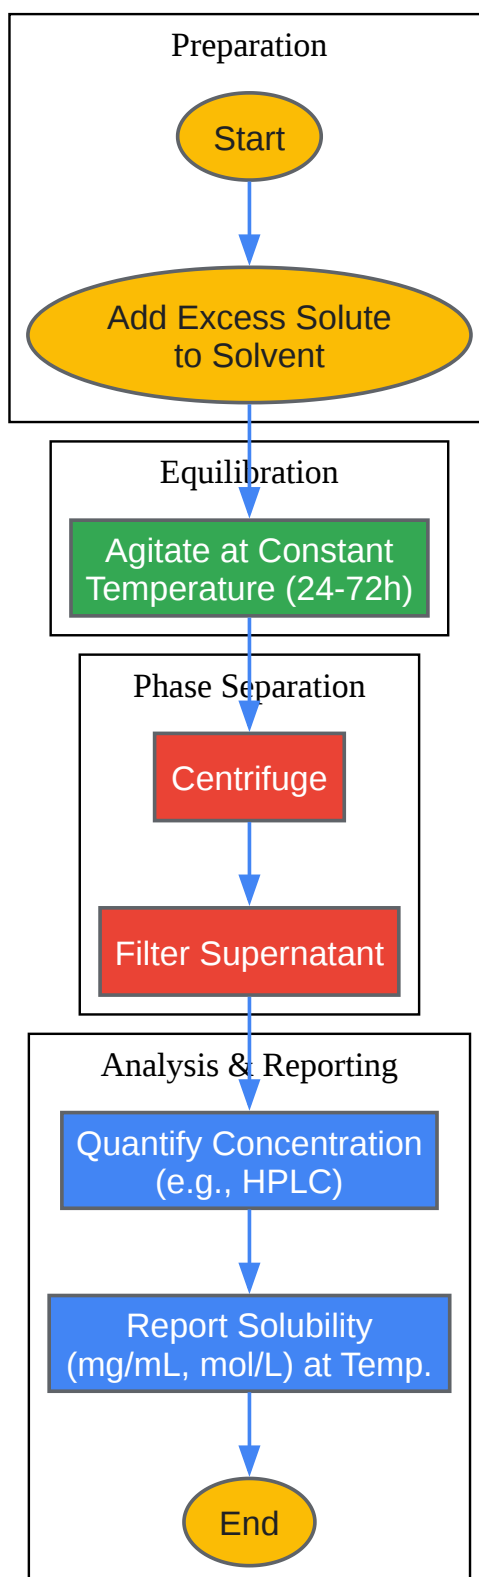 Preparation
Start
Add Excess Solute
to Solvent
Equilibration
Agitate at Constant
Temperature (24-72h)
Phase Separation
Centrifuge
Filter Supernatant
Analysis & Reporting
Quantify Concentration
(e.g., HPLC)
Report Solubility
(mg/mL, mol/L) at Temp.
End